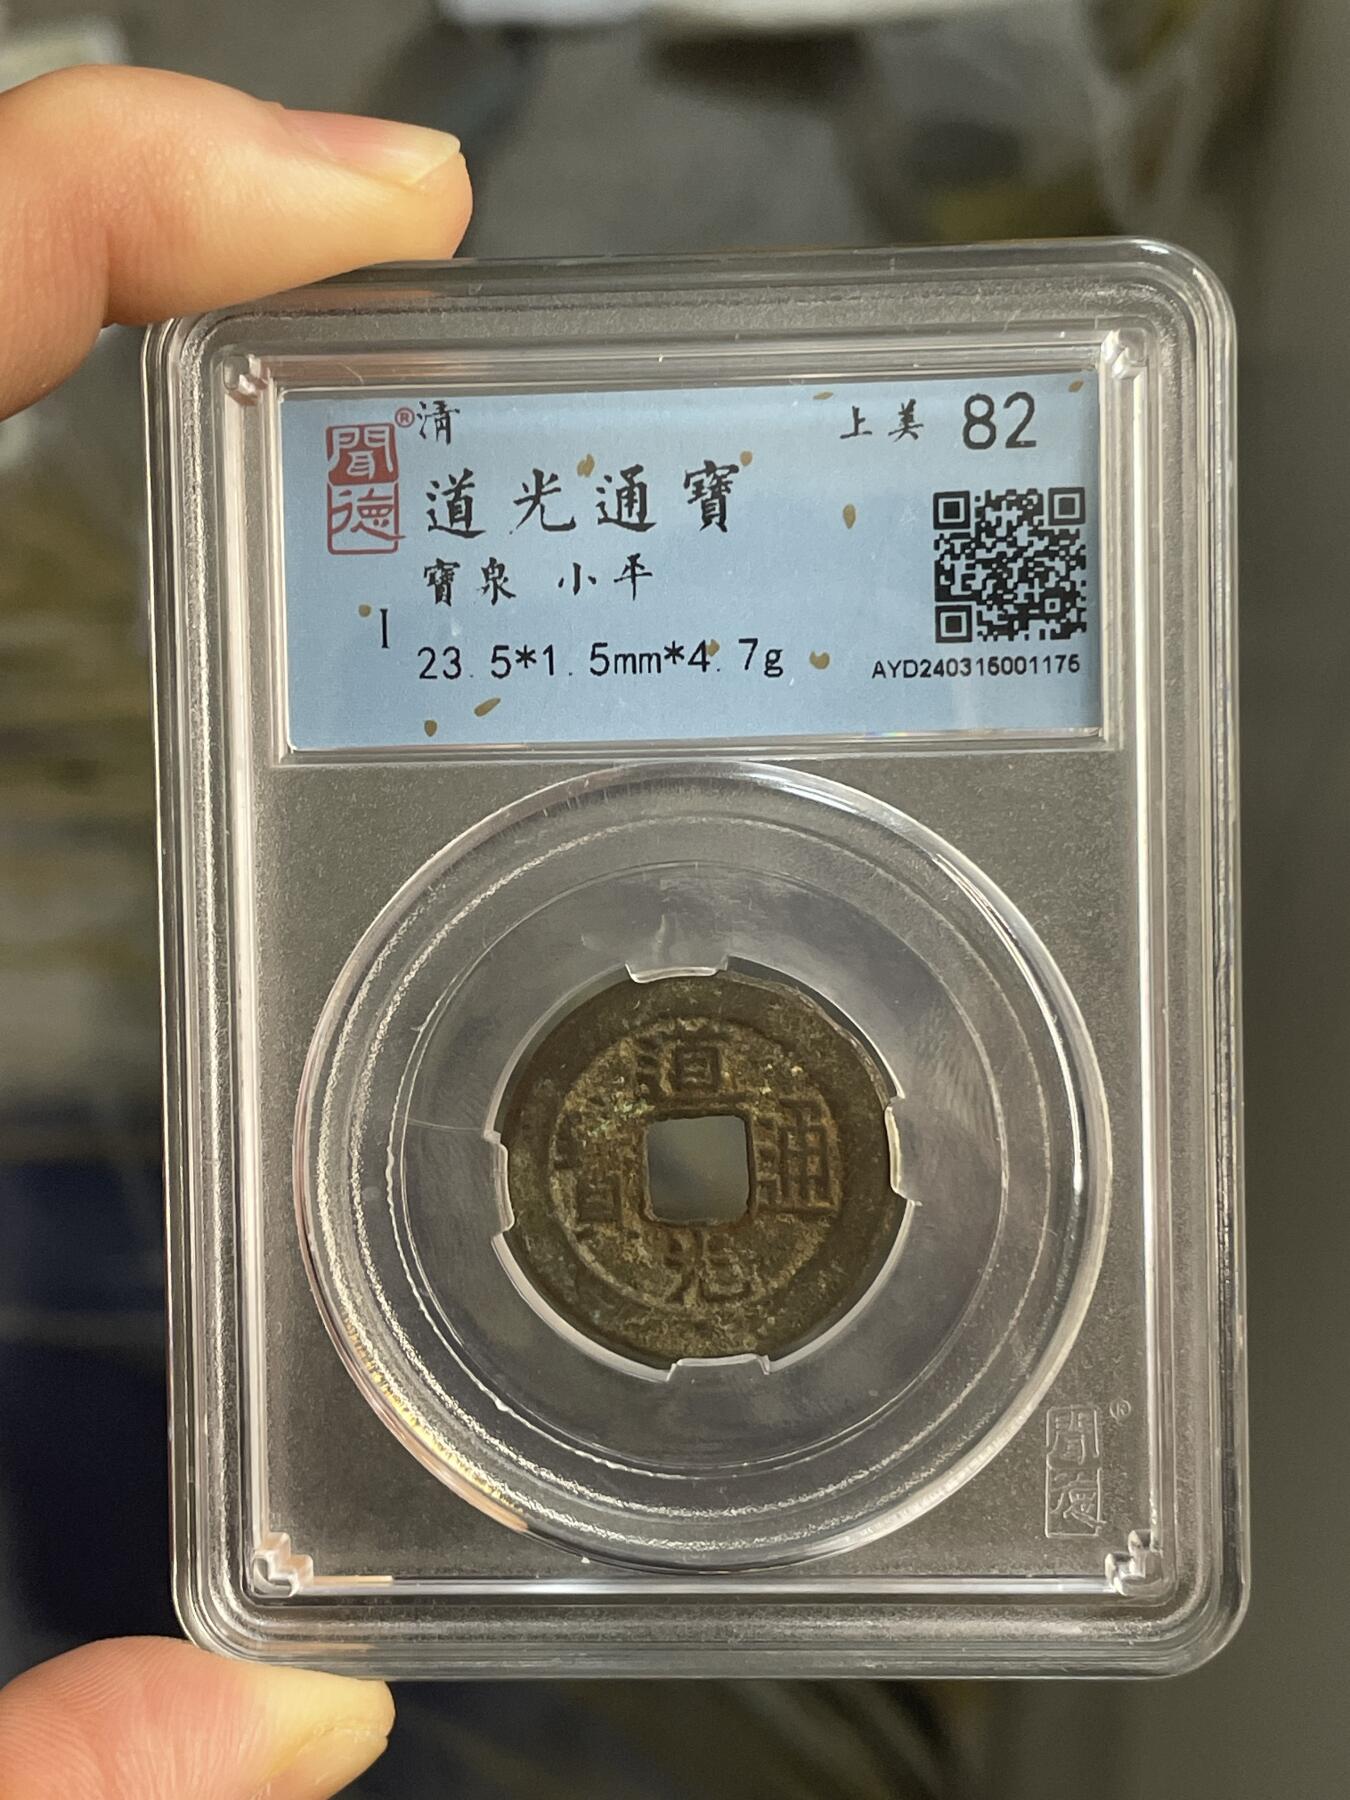 聞德®
清
上美 82
道光通寶
寶泉 小平
I
23.5*1.5mm*4.7g
AYD240316001176
道光通寶
聞德®